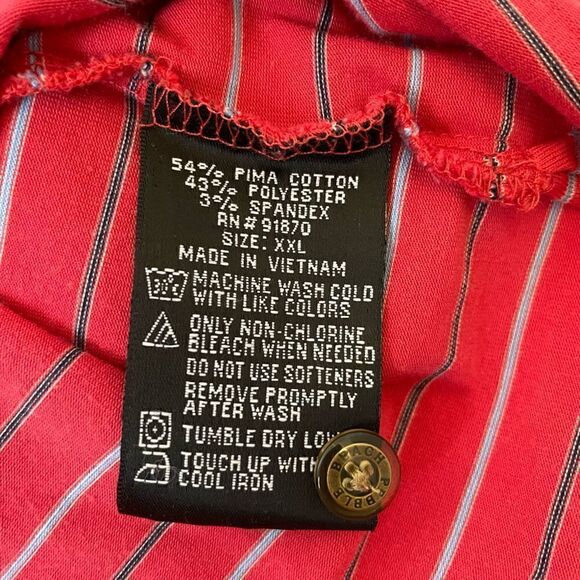 54% PIMA COTTON
43% POLYESTER
3% SPANDEX
RN# 91870
SIZE: XXL
MADE IN VIETNAM
30°C
MACHINE WASH COLD
WITH LIKE COLORS
ONLY NON-CHLORINE
BLEACH WHEN NEEDED
DO NOT USE SOFTENERS
REMOVE PROMPTLY
AFTER WASH
TUMBLE DRY LOW
TOUCH UP WITH
COOL IRON
PEBBLE BEACH